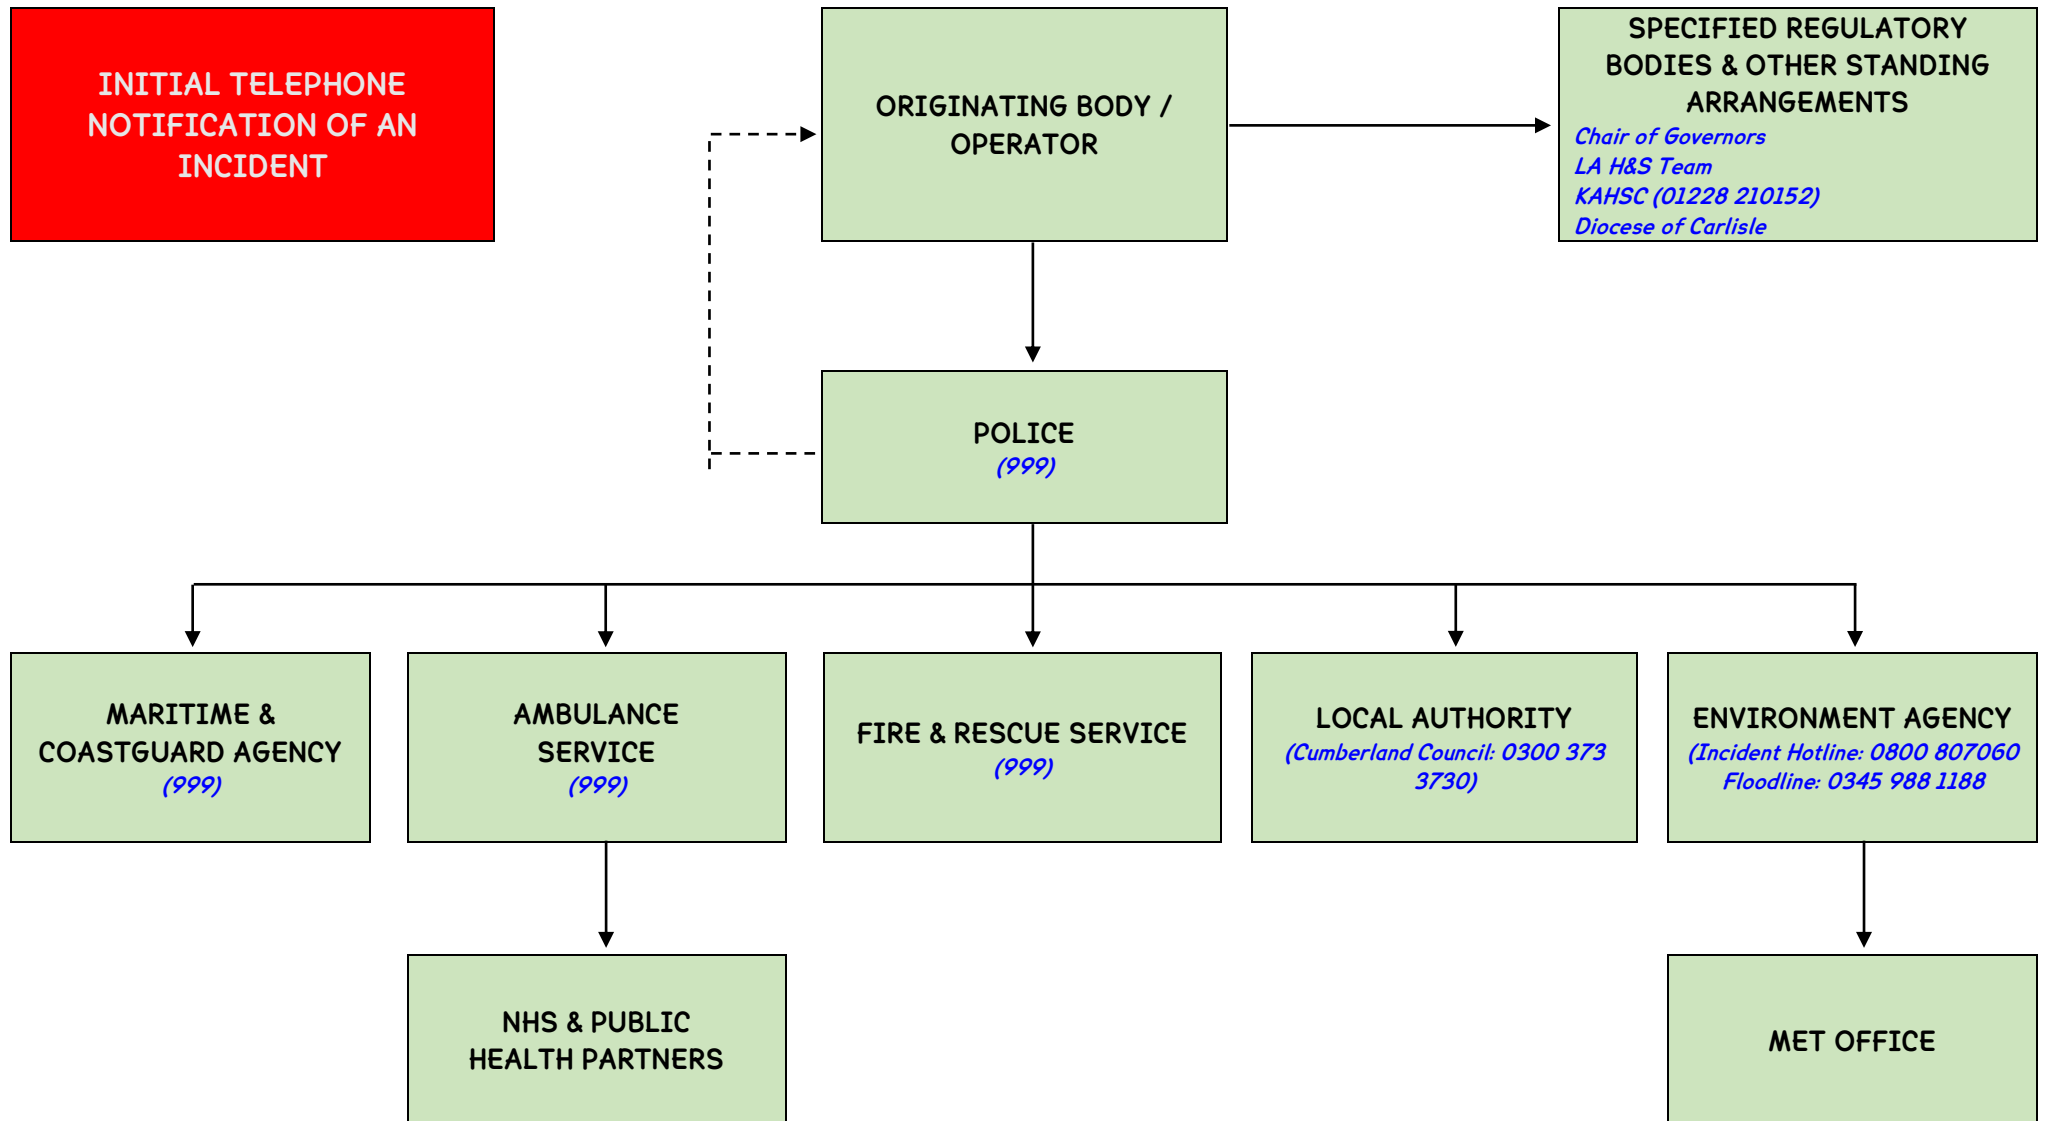 INITIAL TELEPHONE
NOTIFICATION OF AN
INCIDENT
ORIGINATING BODY /
OPERATOR
SPECIFIED REGULATORY
BODIES & OTHER STANDING
ARRANGEMENTS
Chair of Governors
LA H&S Team
KAHSC (01228 210152)
Diocese of Carlisle
POLICE
(999)
MARITIME &
COASTGUARD AGENCY
(999)
AMBULANCE
SERVICE
(999)
FIRE & RESCUE SERVICE
(999)
LOCAL AUTHORITY
(Cumberland Council: 0300 373
3730)
ENVIRONMENT AGENCY
(Incident Hotline: 0800 807060
Floodline: 0345 988 1188
NHS & PUBLIC
HEALTH PARTNERS
MET OFFICE